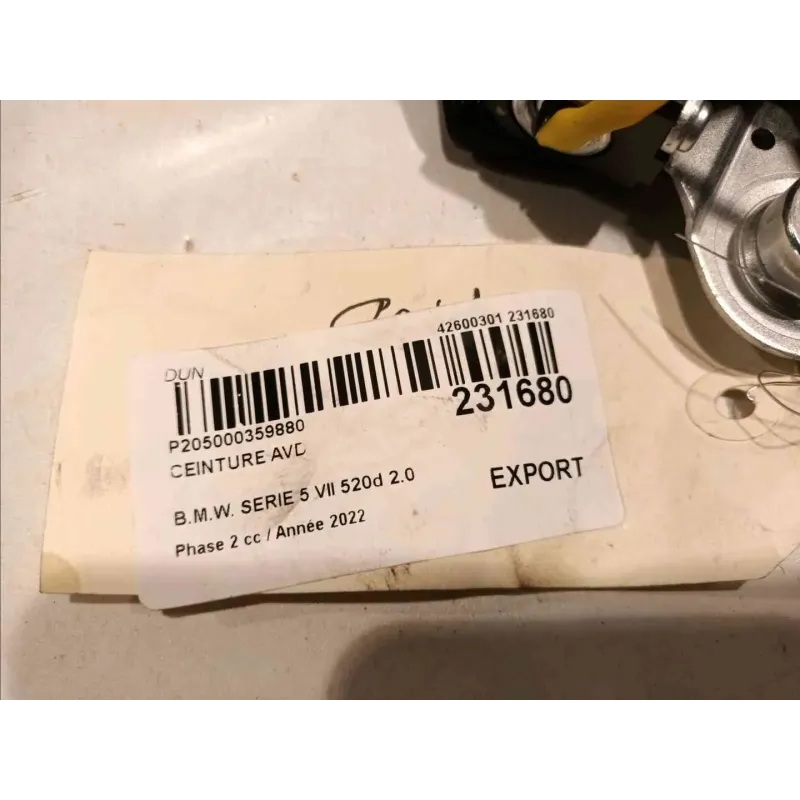 42600301 231680
DUN
231680
P205000359880
CEINTURE AVD
EXPORT
B.M.W. SERIE 5 VII 520d 2.0
Phase 2 cc / Année 2022